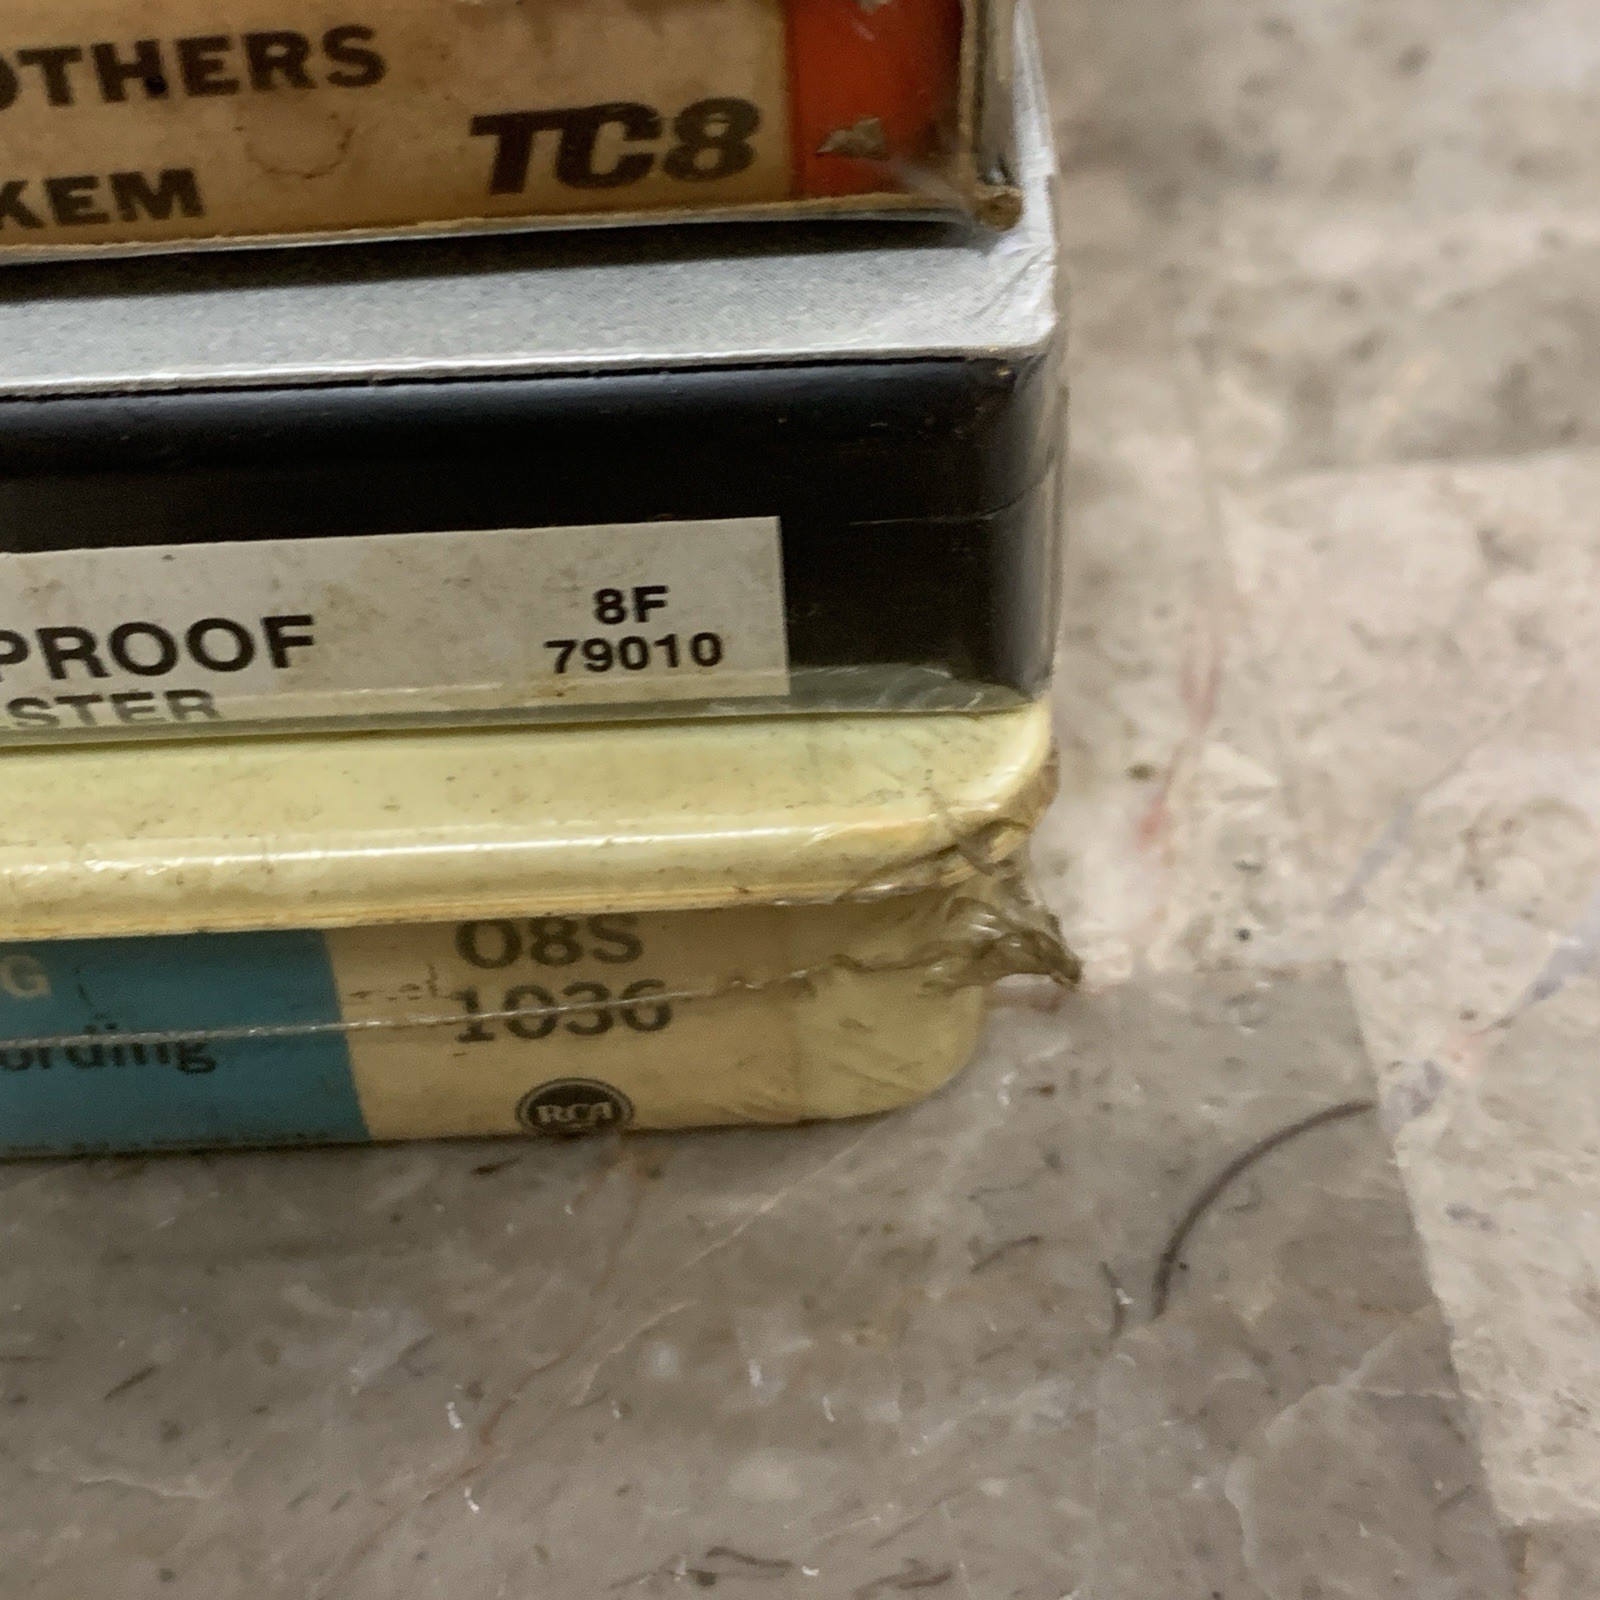 OTHERS
TC8
KEM
8F
PROOF 79010
STER
O8S
G
1036
ording
RCA